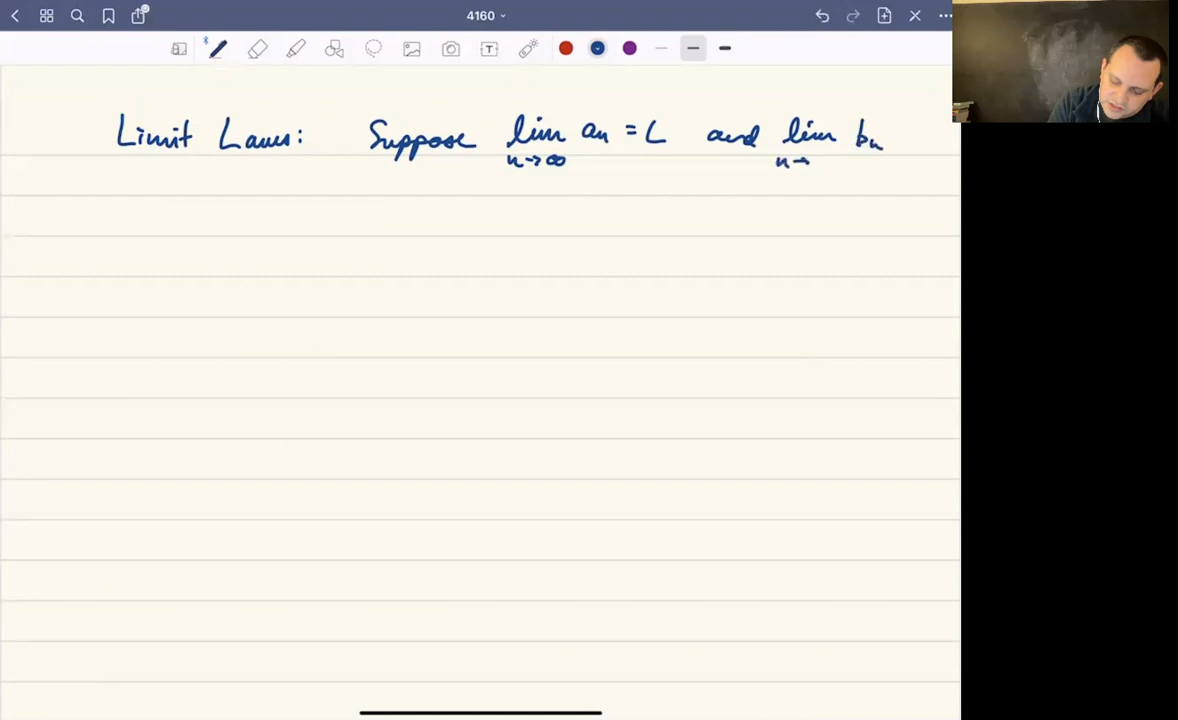 4160
Limit Laws: Suppose lim an = L and lim bn
n→∞ n→